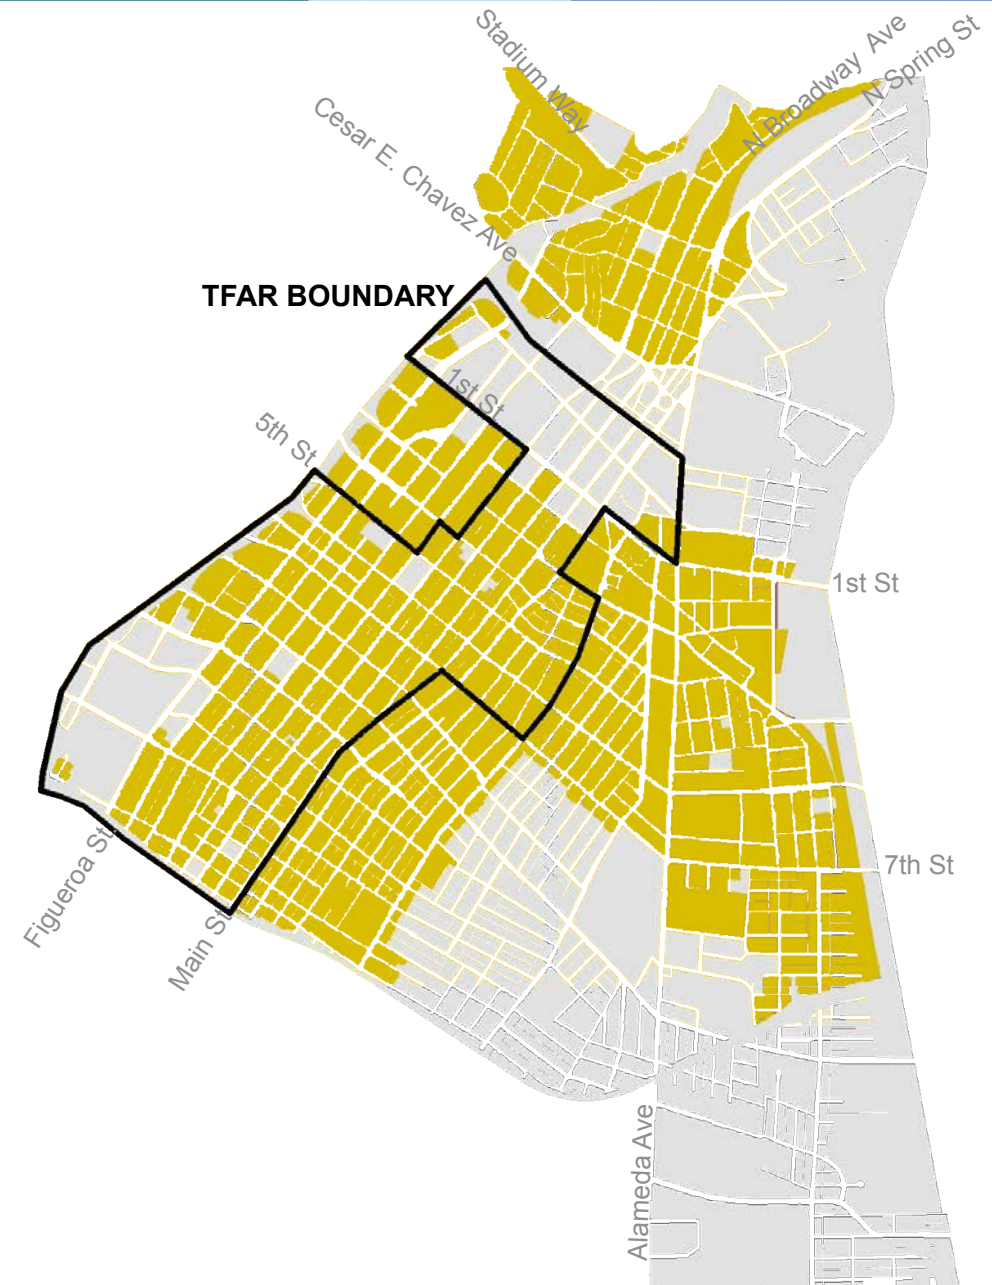 Stadium Way
N Broadway Ave
N Spring St
Cesar E. Chavez Ave
TFAR BOUNDARY
1st St
5th St
1st St
Figueroa St
7th St
Main St
Alameda Ave